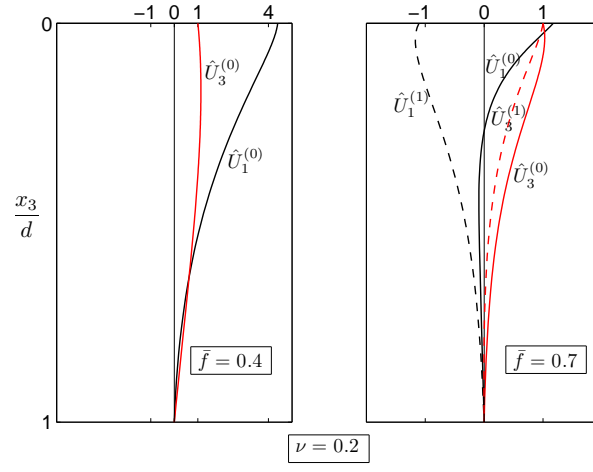 −1 0 1 4
−1 0 1
0
Û₃⁽⁰⁾
Û₁⁽⁰⁾
Û₁⁽⁰⁾
Û₁⁽¹⁾
Û₃⁽¹⁾
Û₃⁽⁰⁾
x₃/d
f̄ = 0.4
f̄ = 0.7
1
ν = 0.2